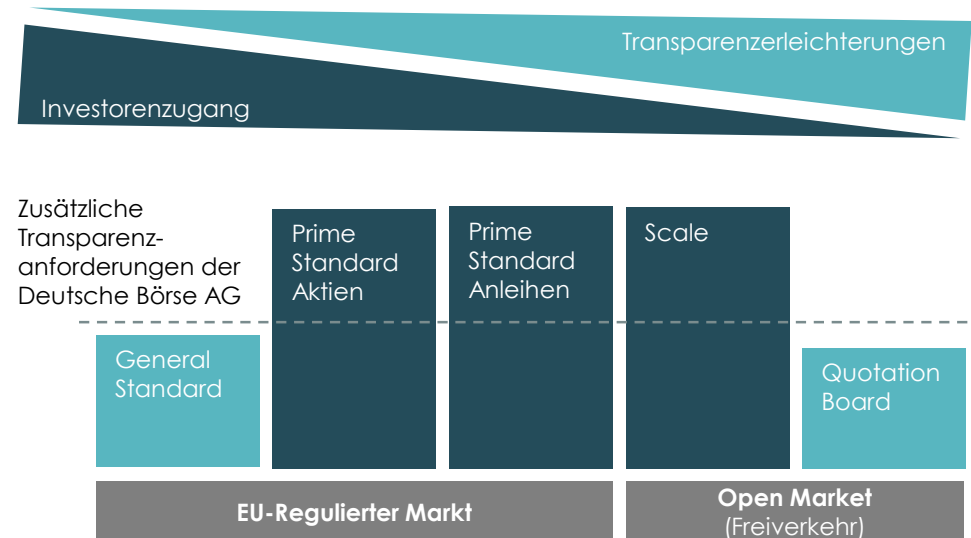 Transparenzerleichterungen
Investorenzugang
Zusätzliche
Transparenz-
anforderungen der
Deutsche Börse AG
Prime
Standard
Aktien
Prime
Standard
Anleihen
Scale
General
Standard
Quotation
Board
EU-Regulierter Markt
Open Market
(Freiverkehr)